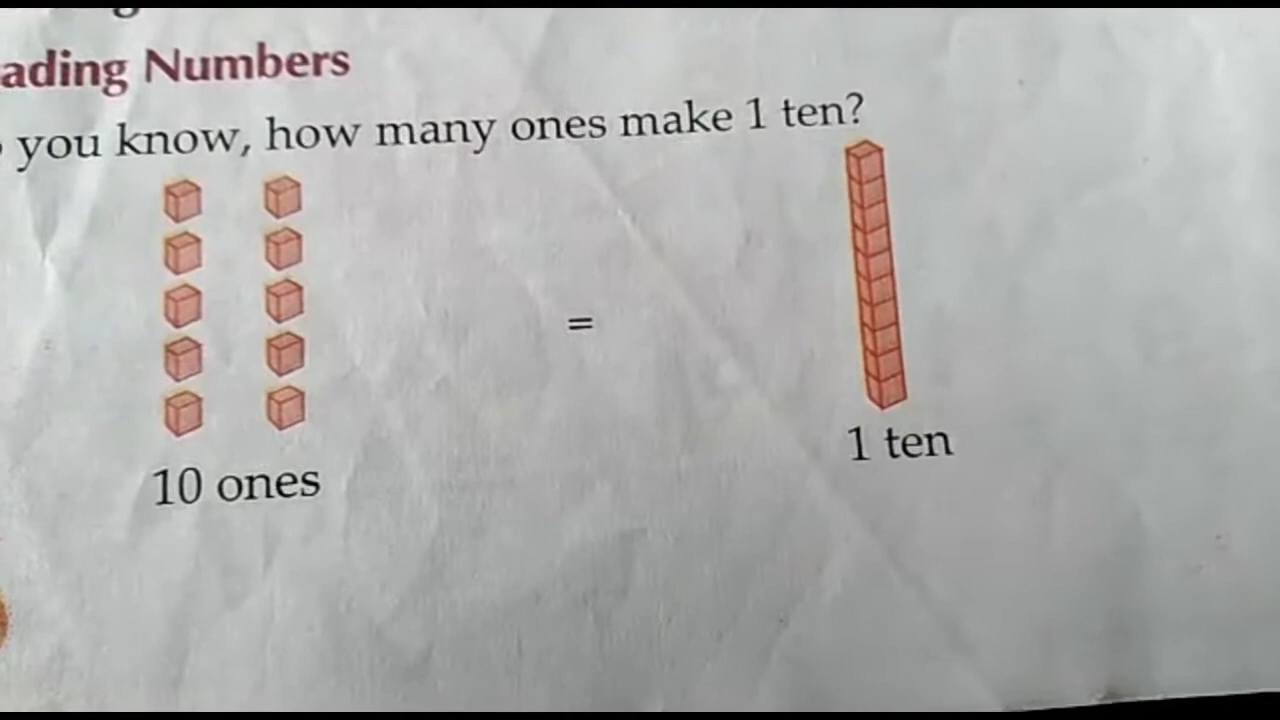 ading Numbers
you know, how many ones make 1 ten?
=
10 ones
1 ten